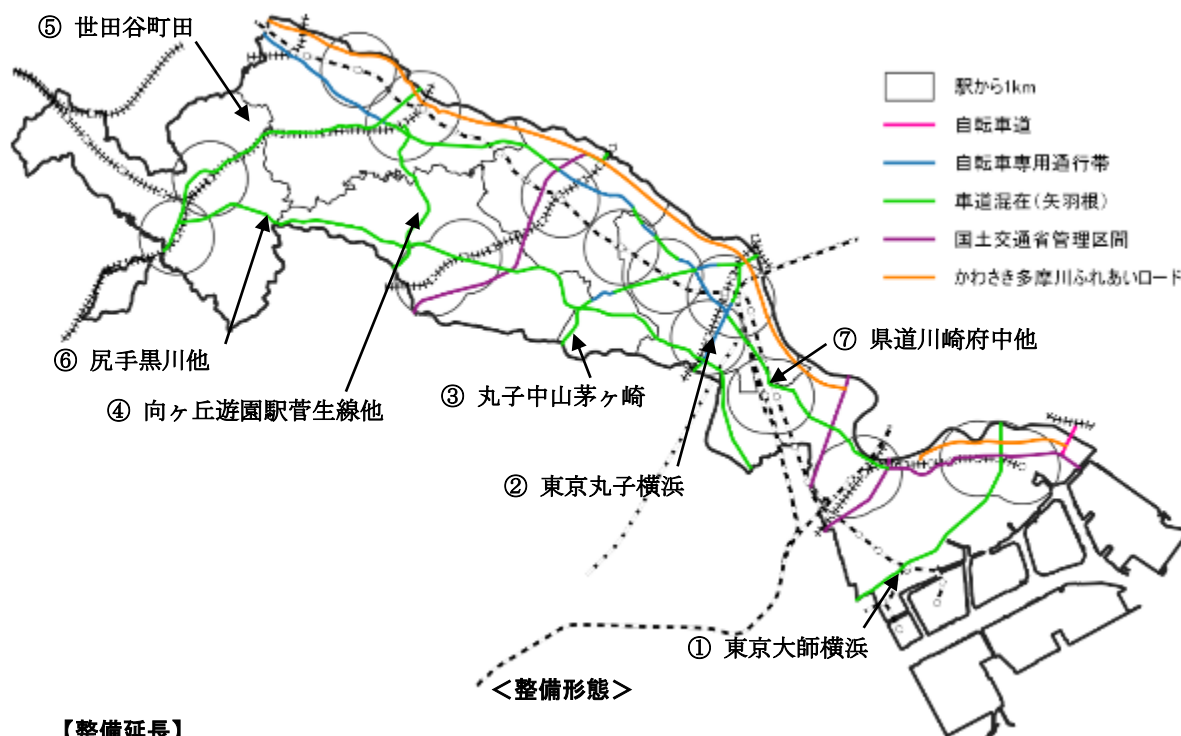 ⑤ 世田谷町田
駅から1km
自転車道
自転車専用通行帯
車道混在(矢羽根)
国土交通省管理区間
かわさき多摩川ふれあいロード
⑦ 県道川崎府中他
⑥ 尻手黒川他
③ 丸子中山茅ヶ崎
④ 向ヶ丘遊園駅菅生線他
② 東京丸子横浜
① 東京大師横浜
＜整備形態＞
【整備延長】